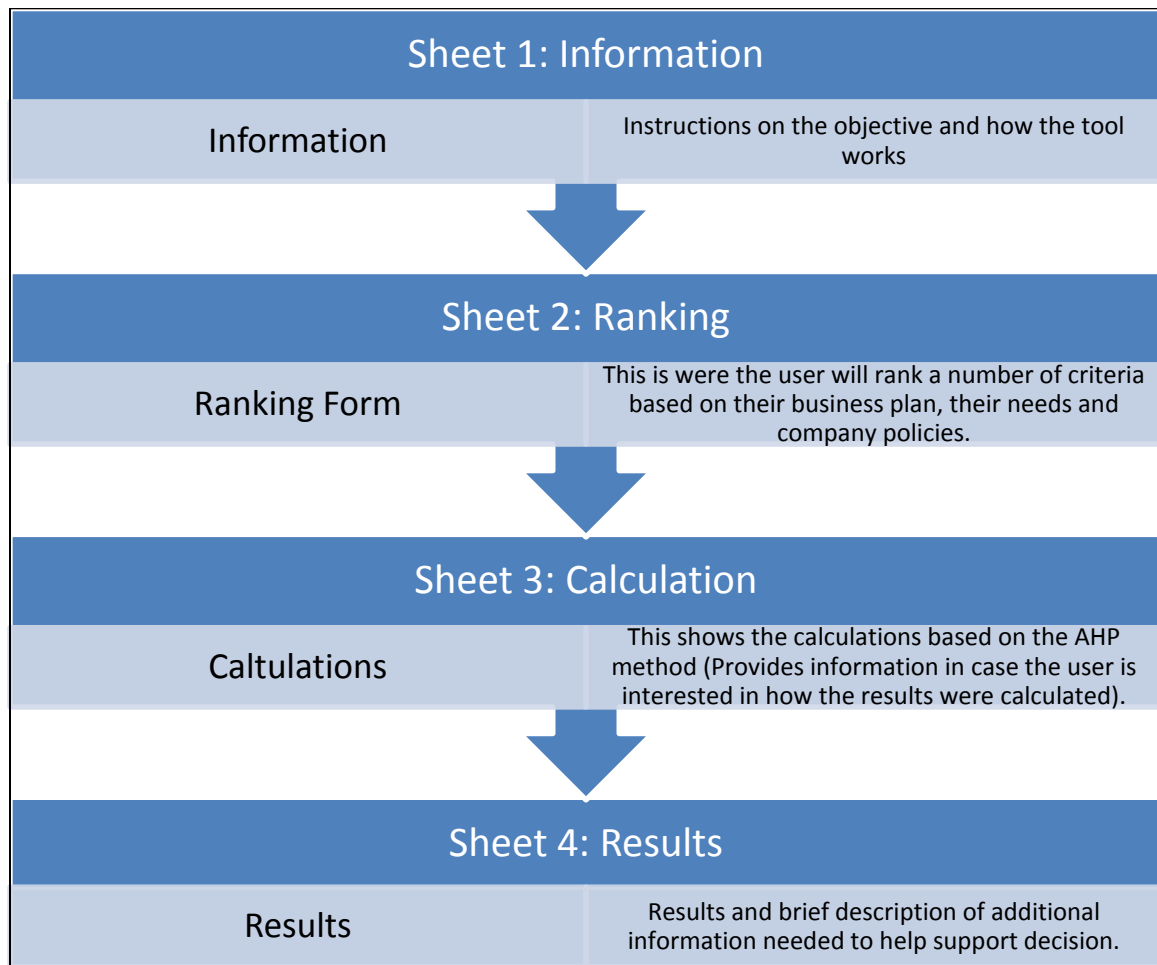 Sheet 1: Information
Information
Instructions on the objective and how the tool
works
Sheet 2: Ranking
Ranking Form
This is were the user will rank a number of criteria
based on their business plan, their needs and
company policies.
Sheet 3: Calculation
Caltulations
This shows the calculations based on the AHP
method (Provides information in case the user is
interested in how the results were calculated).
Sheet 4: Results
Results
Results and brief description of additional
information needed to help support decision.